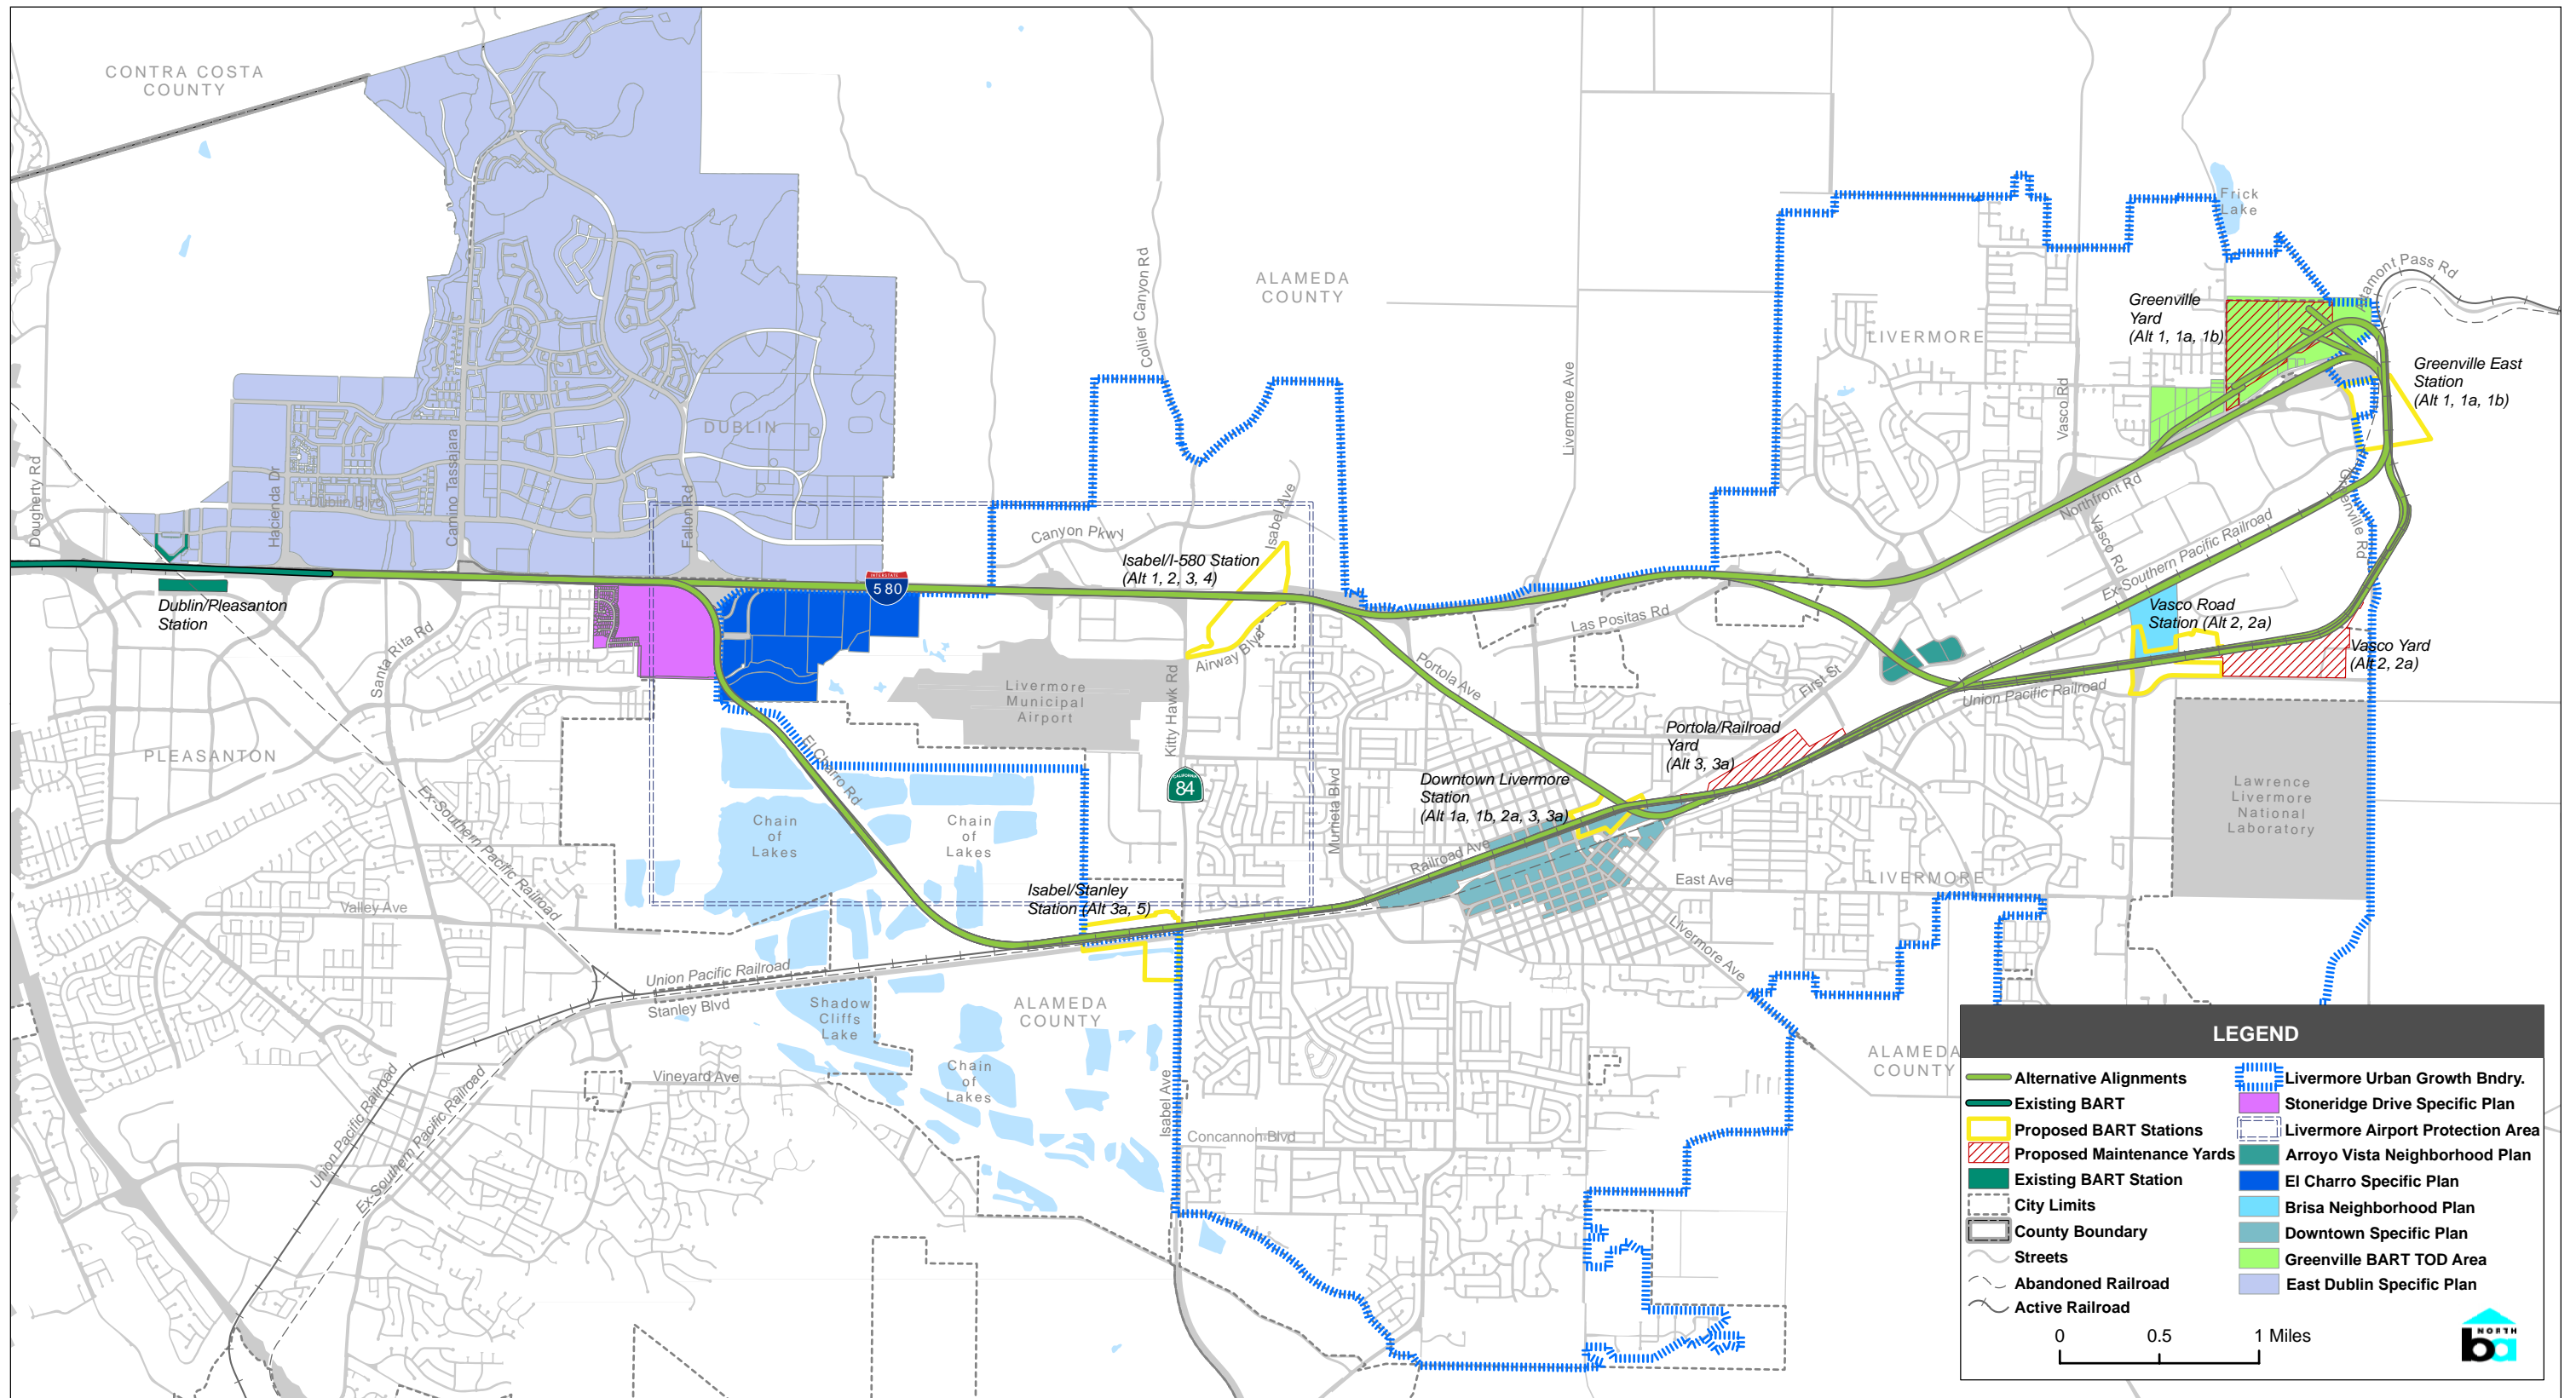 CONTRA COSTA
COUNTY
Dougherty Rd
Hacienda Dr
Dublin Blvd
Camino Tassajara
Fallon Rd
DUBLIN
Collier Canyon Rd
ALAMEDA
COUNTY
Livermore Ave
LIVERMORE
Vasco Rd
Frick
Lake
Altamont Pass Rd
Greenville
Yard
(Alt 1, 1a, 1b)
Greenville East
Station
(Alt 1, 1a, 1b)
Canyon Pkwy
Isabel Ave
Isabel/I-580 Station
(Alt 1, 2, 3, 4)
INTERSTATE
580
Dublin/Pleasanton
Station
Santa Rita Rd
Northfront Rd
Vasco Rd
Ex-Southern Pacific Railroad
Greenville Rd
Las Positas Rd
Vasco Road
Station (Alt 2, 2a)
Vasco Yard
(Alt 2, 2a)
Airway Blvd
Portola Ave
First St
Union Pacific Railroad
Livermore
Municipal
Airport
Kitty Hawk Rd
El Charro Rd
PLEASANTON
Portola/Railroad
Yard
(Alt 3, 3a)
CALIFORNIA
84
Murrieta Blvd
Downtown Livermore
Station
(Alt 1a, 1b, 2a, 3, 3a)
Lawrence
Livermore
National
Laboratory
Ex-Southern Pacific Railroad
Chain
of
Lakes
Chain
of
Lakes
Railroad Ave
East Ave
LIVERMORE
Isabel/Stanley
Station (Alt 3a, 5)
Valley Ave
Livermore Ave
Union Pacific Railroad
Stanley Blvd
Shadow
Cliffs
Lake
ALAMEDA
COUNTY
ALAMEDA
COUNTY
Vineyard Ave
Chain
of
Lakes
Isabel Ave
Concannon Blvd
Union Pacific Railroad
Ex-Southern Pacific Railroad
LEGEND
Alternative Alignments
Existing BART
Proposed BART Stations
Proposed Maintenance Yards
Existing BART Station
City Limits
County Boundary
Streets
Abandoned Railroad
Active Railroad
Livermore Urban Growth Bndry.
Stoneridge Drive Specific Plan
Livermore Airport Protection Area
Arroyo Vista Neighborhood Plan
El Charro Specific Plan
Brisa Neighborhood Plan
Downtown Specific Plan
Greenville BART TOD Area
East Dublin Specific Plan
0 0.5 1 Miles
NORTH
ba